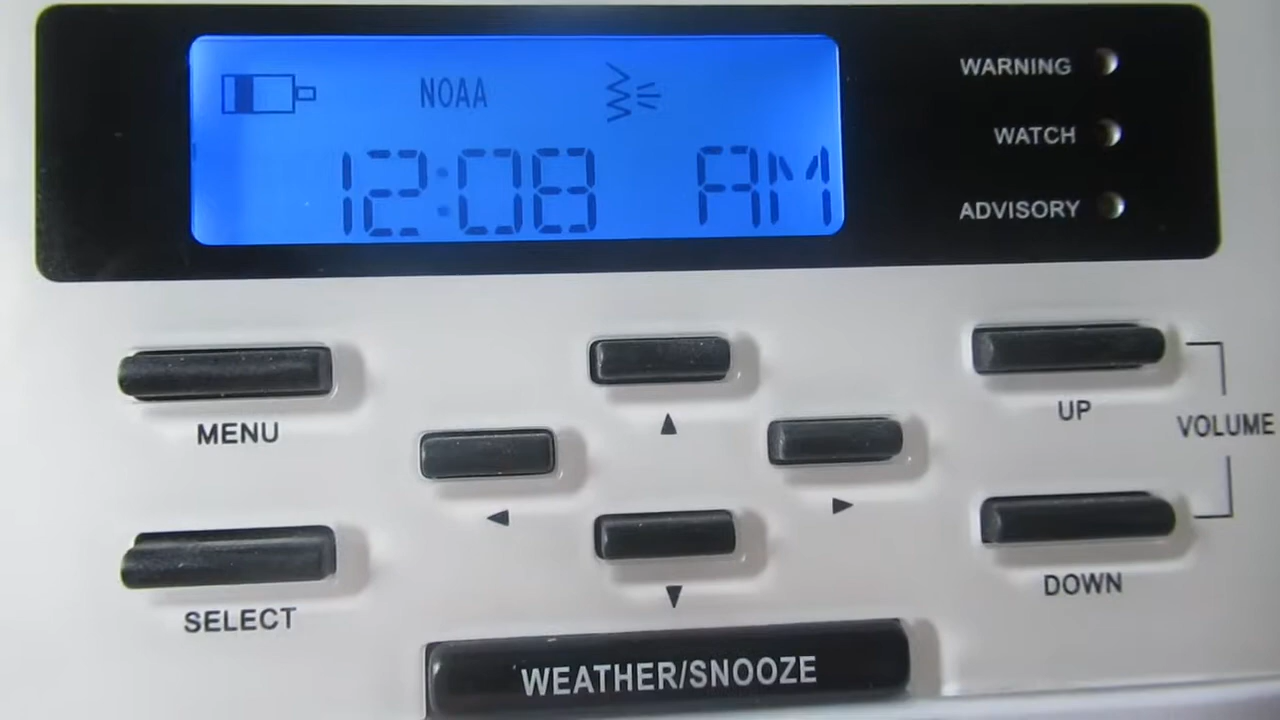 NOAA
12:08 AM
WARNING
WATCH
ADVISORY
MENU
SELECT
UP
VOLUME
DOWN
WEATHER/SNOOZE